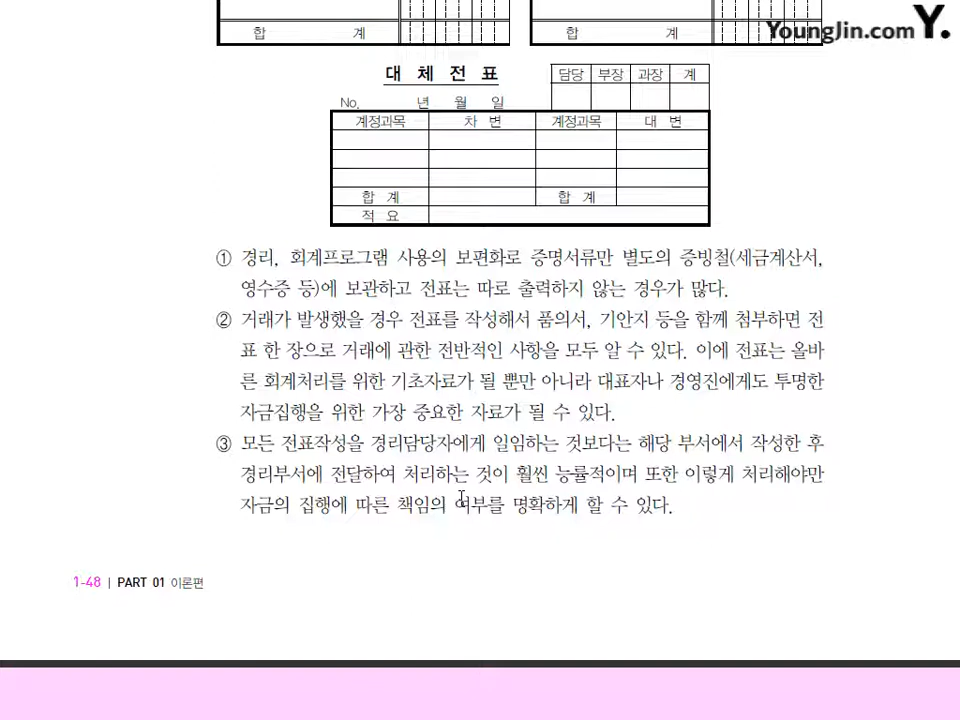 합 계 합 계
YoungJin.com Y.
대 체 전 표
담당 부장 과장 계
No. 년 월 일
계정과목 차 변 계정과목 대 변
합 계 합 계
적 요
① 경리, 회계프로그램 사용의 보편화로 증명서류만 별도의 증빙철(세금계산서,
영수증 등)에 보관하고 전표는 따로 출력하지 않는 경우가 많다.
② 거래가 발생했을 경우 전표를 작성해서 품의서, 기안지 등을 함께 첨부하면 전
표 한 장으로 거래에 관한 전반적인 사항을 모두 알 수 있다. 이에 전표는 올바
른 회계처리를 위한 기초자료가 될 뿐만 아니라 대표자나 경영진에게도 투명한
자금집행을 위한 가장 중요한 자료가 될 수 있다.
③ 모든 전표작성을 경리담당자에게 일임하는 것보다는 해당 부서에서 작성한 후
경리부서에 전달하여 처리하는 것이 훨씬 능률적이며 또한 이렇게 처리해야만
자금의 집행에 따른 책임의 여부를 명확하게 할 수 있다.
1-48 | PART 01 이론편